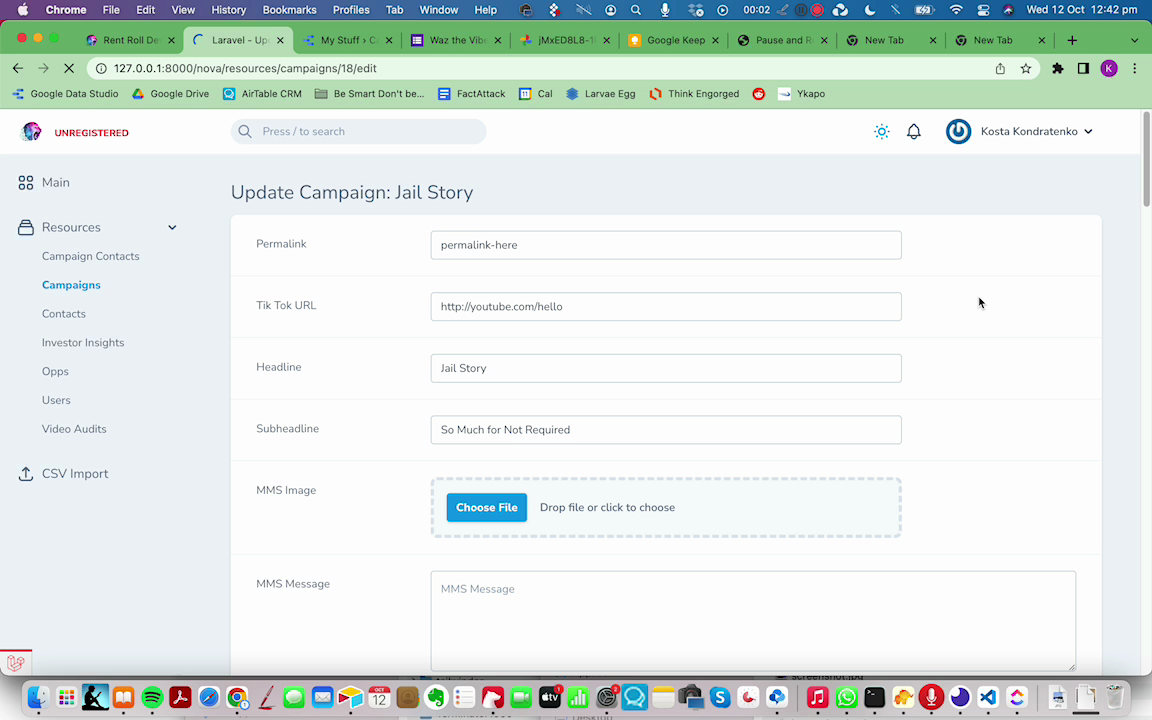 Chrome File Edit View History Bookmarks Profiles Tab Window Help 00:02 Wed 12 Oct 12:42 pm
Rent Roll De Laravel - Up My Stuff › C Waz the Vib jMxED8L8-1 Google Keep Pause and R New Tab New Tab
127.0.0.1:8000/nova/resources/campaigns/18/edit K
Google Data Studio Google Drive AirTable CRM Be Smart Don't be... FactAttack Cal Larvae Egg Think Engorged Ykapo
UNREGISTERED Press / to search Kosta Kondratenko
Main
Resources
Campaign Contacts
Campaigns
Contacts
Investor Insights
Opps
Users
Video Audits
CSV Import
Update Campaign: Jail Story
Permalink permalink-here
Tik Tok URL http://youtube.com/hello
Headline Jail Story
Subheadline So Much for Not Required
MMS Image Choose File Drop file or click to choose
MMS Message MMS Message